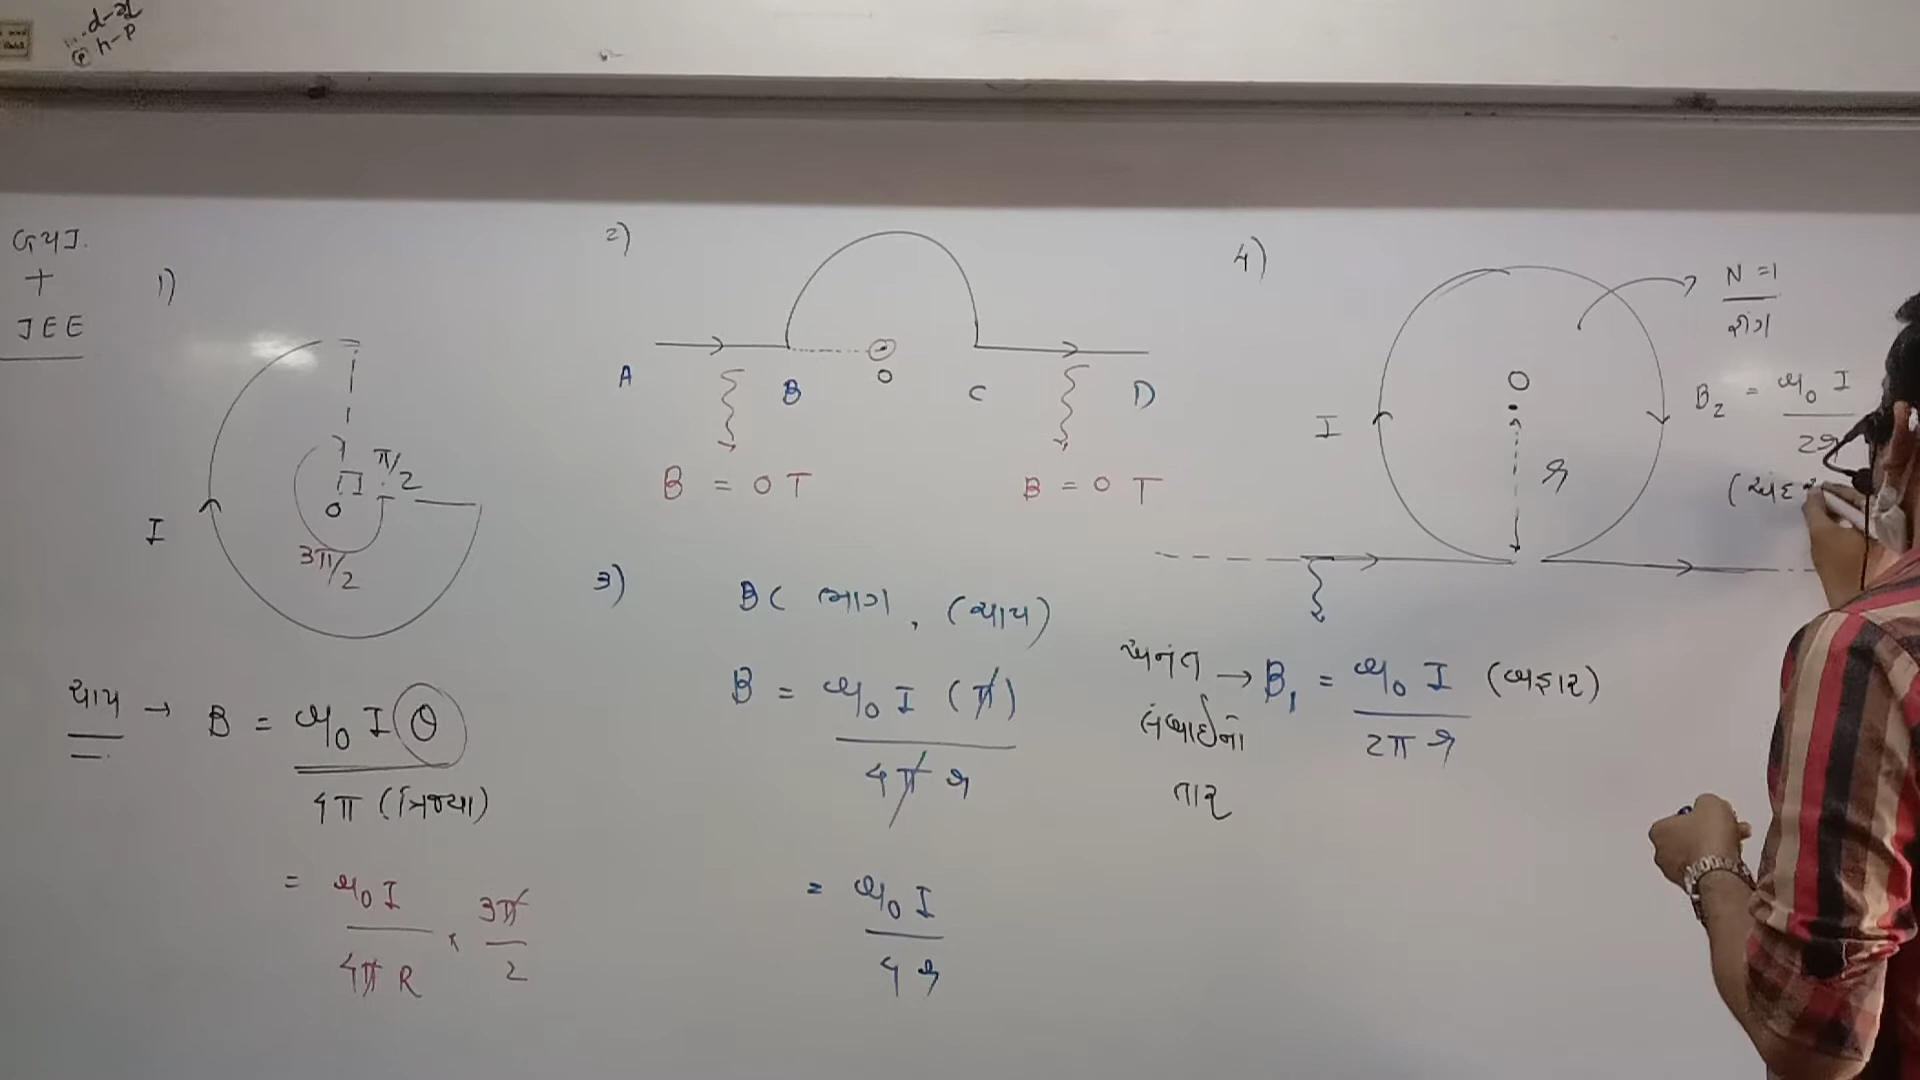 +
JEE
1)
I
O
π/2
3π/2
ચાપ → B = μ₀ I θ
4π (ત્રિજ્યા)
= μ₀ I / 4π R × 3π / 2
2)
A B O C D
B = 0 T B = 0 T
3) BC ભાગ, (ચાપ)
B = μ₀ I (π)
4π r
= μ₀ I
4 r
4)
N = 1
રીંગ
O
I
r
B₂ = μ₀ I
2r
અનંત → B₁ = μ₀ I (બહાર)
2π r
લંબાઈનો
તાર